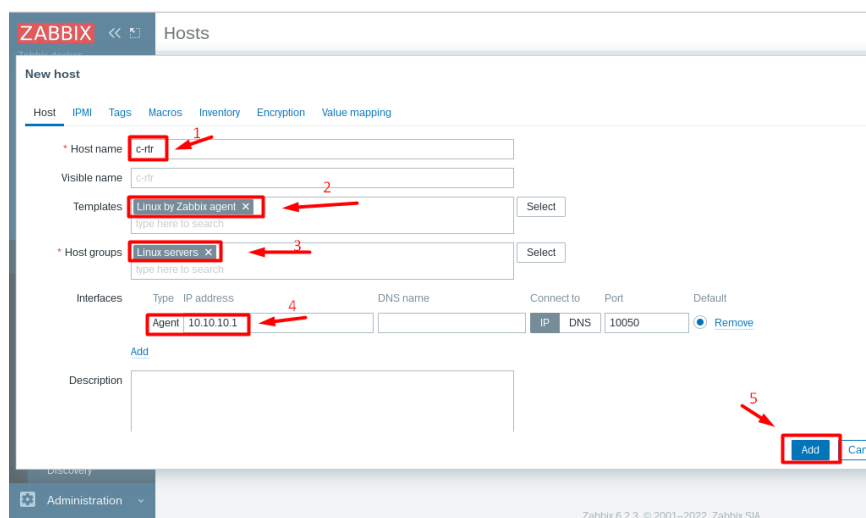 ZABBIX Hosts
New host
Host IPMI Tags Macros Inventory Encryption Value mapping
1
* Host name c-rtr
Visible name c-rtr
2
Templates Linux by Zabbix agent × Select
type here to search
3
* Host groups Linux servers × Select
type here to search
Interfaces Type IP address DNS name Connect to Port Default
4
Agent 10.10.10.1 IP DNS 10050 Remove
Add
Description
5
Add
Discovery
Administration
Zabbix 6.2.3. © 2001–2022, Zabbix SIA